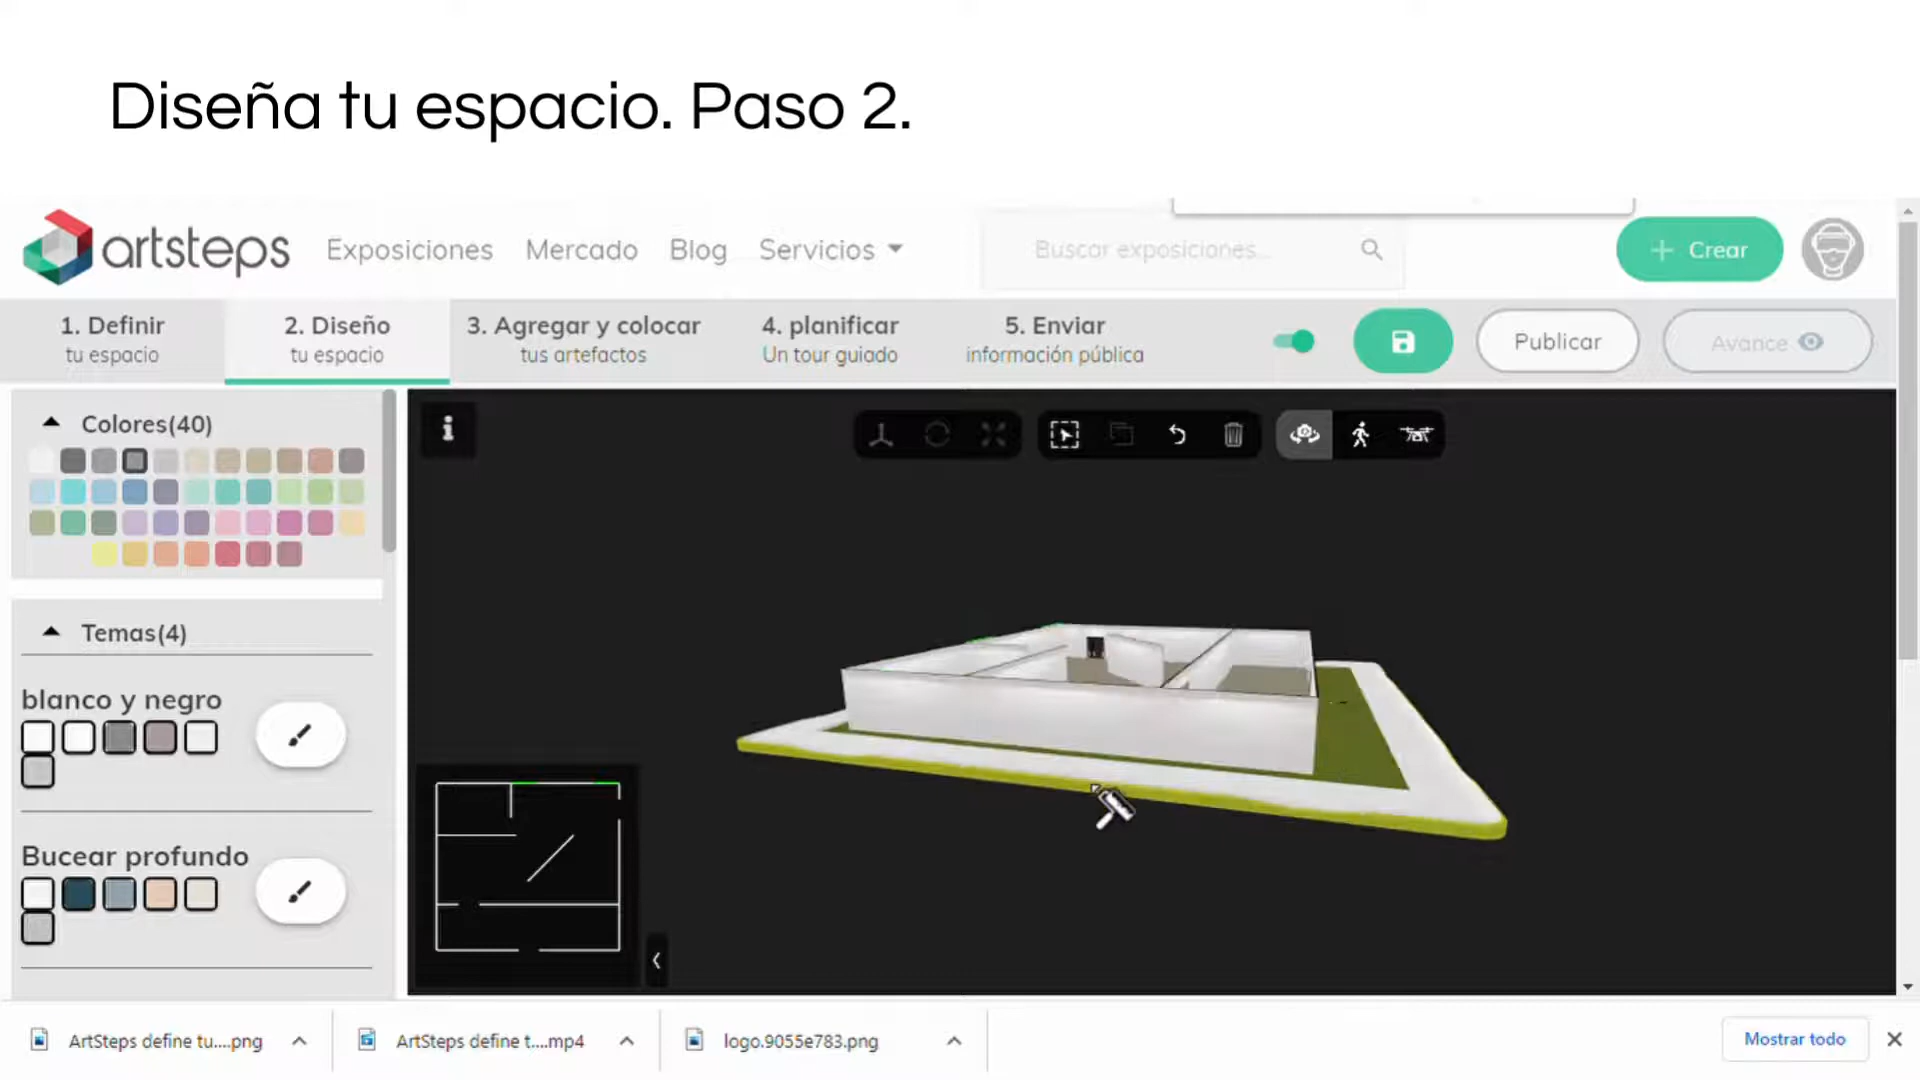 Diseña tu espacio. Paso 2.
artsteps Exposiciones Mercado Blog Servicios Buscar exposiciones... + Crear
1. Definir 2. Diseño 3. Agregar y colocar 4. planificar 5. Enviar
tu espacio tu espacio tus artefactos Un tour guiado información pública
Publicar Avance
Colores(40)
i
Temas(4)
blanco y negro
Bucear profundo
ArtSteps define tu....png ArtSteps define t....mp4 logo.9055e783.png Mostrar todo